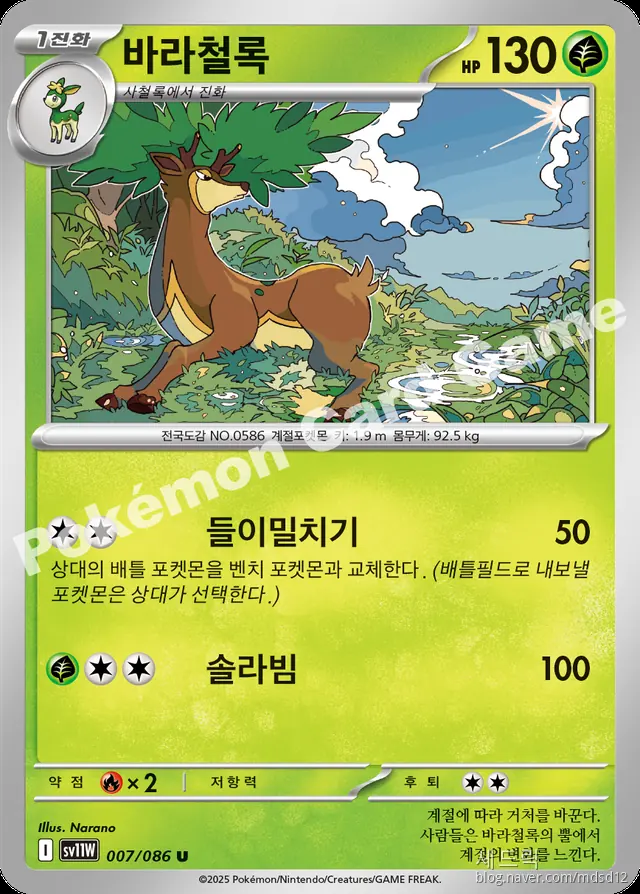 1진화
바라철록
HP 130
사철록에서 진화
전국도감 NO.0586 계절포켓몬 키: 1.9 m 몸무게: 92.5 kg
Pokémon Card Game
들이밀치기 50
상대의 배틀 포켓몬을 벤치 포켓몬과 교체한다. (배틀필드로 내보낼
포켓몬은 상대가 선택한다.)
솔라빔 100
약점 ×2 저항력 후퇴
Illus. Narano
I sv11W 007/086 U
계절에 따라 거처를 바꾼다.
사람들은 바라철록의 뿔에서
계절의 변화를 느낀다.
©2025 Pokémon/Nintendo/Creatures/GAME FREAK.
blog.naver.com/mdsd12